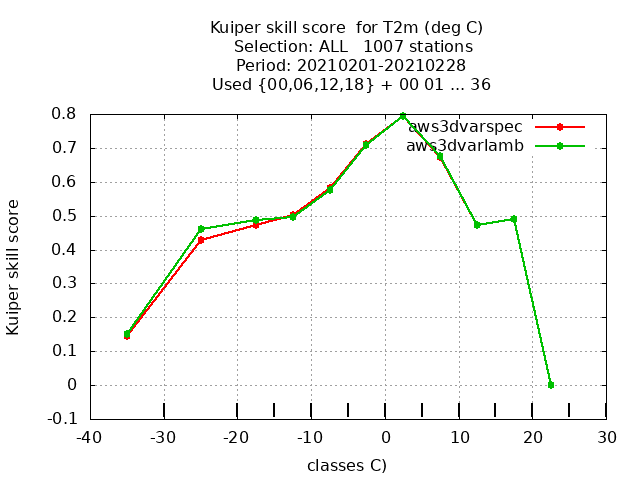 Kuiper skill score  for T2m (deg C)
Selection: ALL   1007 stations
Period: 20210201-20210228
Used {00,06,12,18} + 00 01 ... 36
aws3dvarspec
aws3dvarlamb
Kuiper skill score
0.8
0.7
0.6
0.5
0.4
0.3
0.2
0.1
0
-0.1
-40 -30 -20 -10 0 10 20 30
classes C)